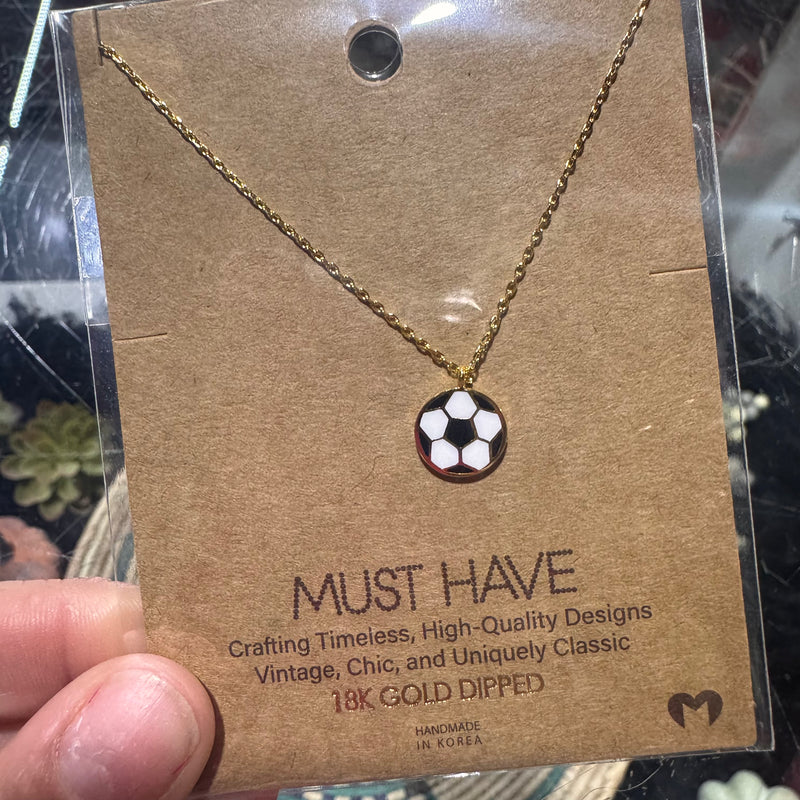 MUST HAVE
Crafting Timeless, High-Quality Designs
Vintage, Chic, and Uniquely Classic
18K GOLD DIPPED
HANDMADE
IN KOREA